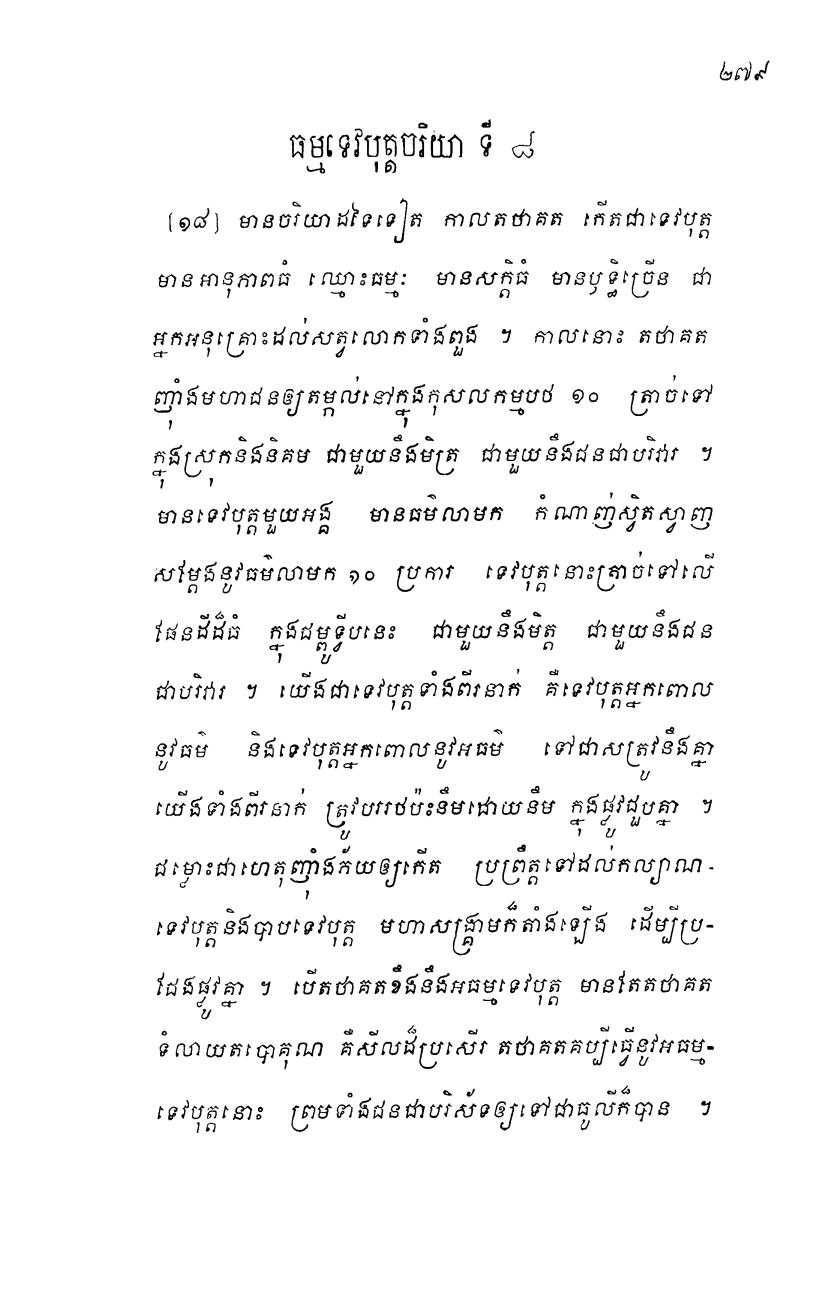 ២៧៩
ធម្មទេវបុត្តចរិយា ទី ៨
[១៨] មានចរិយាដទៃទៀត កាលតថាគត កើតជាទេវបុត្ត
មានអានុភាពធំ ឈ្មោះធម្មៈ មានសក្តិធំ មានឫទ្ធិច្រើន ជា
អ្នកអនុគ្រោះដល់សត្វលោកទាំងពួង ។ កាលនោះ តថាគត
ញ៉ាំងមហាជនឲ្យតម្កល់នៅក្នុងកុសលកម្មបថ ១០ ត្រាច់ទៅ
ក្នុងស្រុកនិងនិគម ជាមួយនឹងមិត្រ ជាមួយនឹងជនជាបរិវារ ។
មានទេវបុត្តមួយអង្គ មានធម៌លាមក កំណាញ់ស្វិតស្វាញ
សម្តែងនូវធម៌លាមក ១០ ប្រការ ទេវបុត្តនោះត្រាច់ទៅលើ
ផែនដីដ៏ធំ ក្នុងជម្ពូទ្វីបនេះ ជាមួយនឹងមិត្ត ជាមួយនឹងជន
ជាបរិវារ ។ យើងជាទេវបុត្តទាំងពីរនាក់ គឺទេវបុត្តអ្នកពោល
នូវធម៌ និងទេវបុត្តអ្នកពោលនូវអធម៌ ទៅជាសត្រូវនឹងគ្នា
យើងទាំងពីរនាក់ ត្រូវបររថប៉ះនឹមដោយនឹម ក្នុងផ្លូវដួបគ្នា ។
ជម្លោះជាហេតុញ៉ាំងភ័យឲ្យកើត ប្រព្រឹត្តទៅដល់កល្យាណ-
ទេវបុត្តនិងបាបទេវបុត្ត មហាសង្គ្រាមក៏តាំងឡើង ដើម្បីប្រ-
ដែងផ្លូវគ្នា ។ បើតថាគតខឹងនឹងអធម្មទេវបុត្ត មានតែតថាគត
ទំលាយតបោគុណ គឺសីលដ៏ប្រសើរ តថាគតគប្បីធ្វើនូវអធម្ម-
ទេវបុត្តនោះ ព្រមទាំងជនជាបរិស័ទឲ្យទៅជាធូលីក៏បាន ។